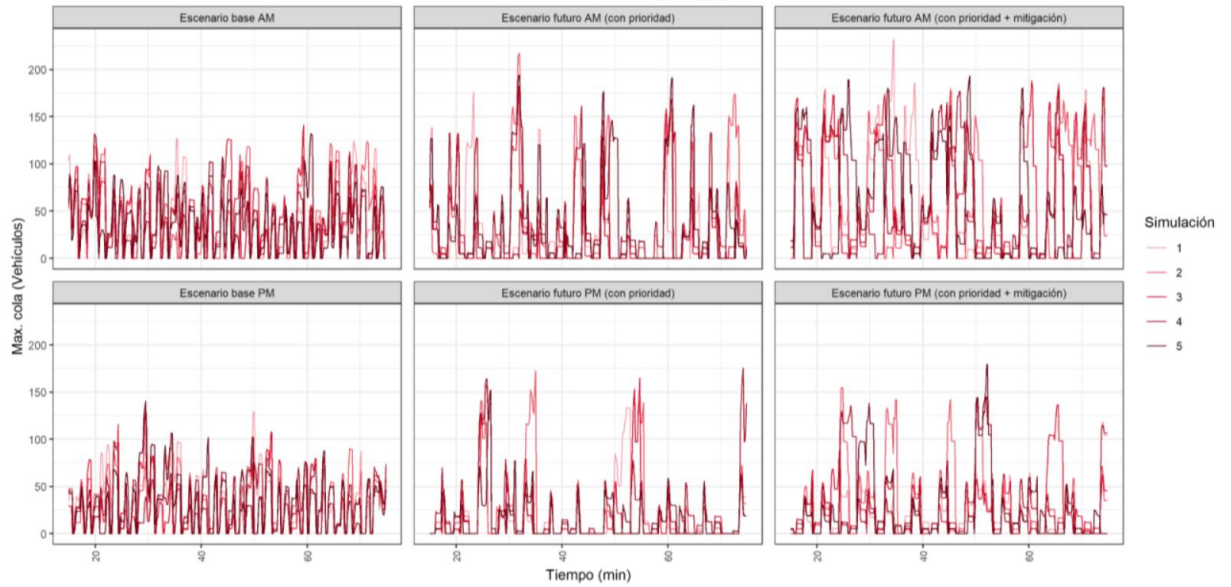 Escenario base AM
Escenario futuro AM (con prioridad)
Escenario futuro AM (con prioridad + mitigación)
200
150
100
50
0
Escenario base PM
Escenario futuro PM (con prioridad)
Escenario futuro PM (con prioridad + mitigación)
200
150
100
50
0
Max. cola (Vehículos)
20
40
60
20
40
60
20
40
60
Tiempo (min)
Simulación
1
2
3
4
5